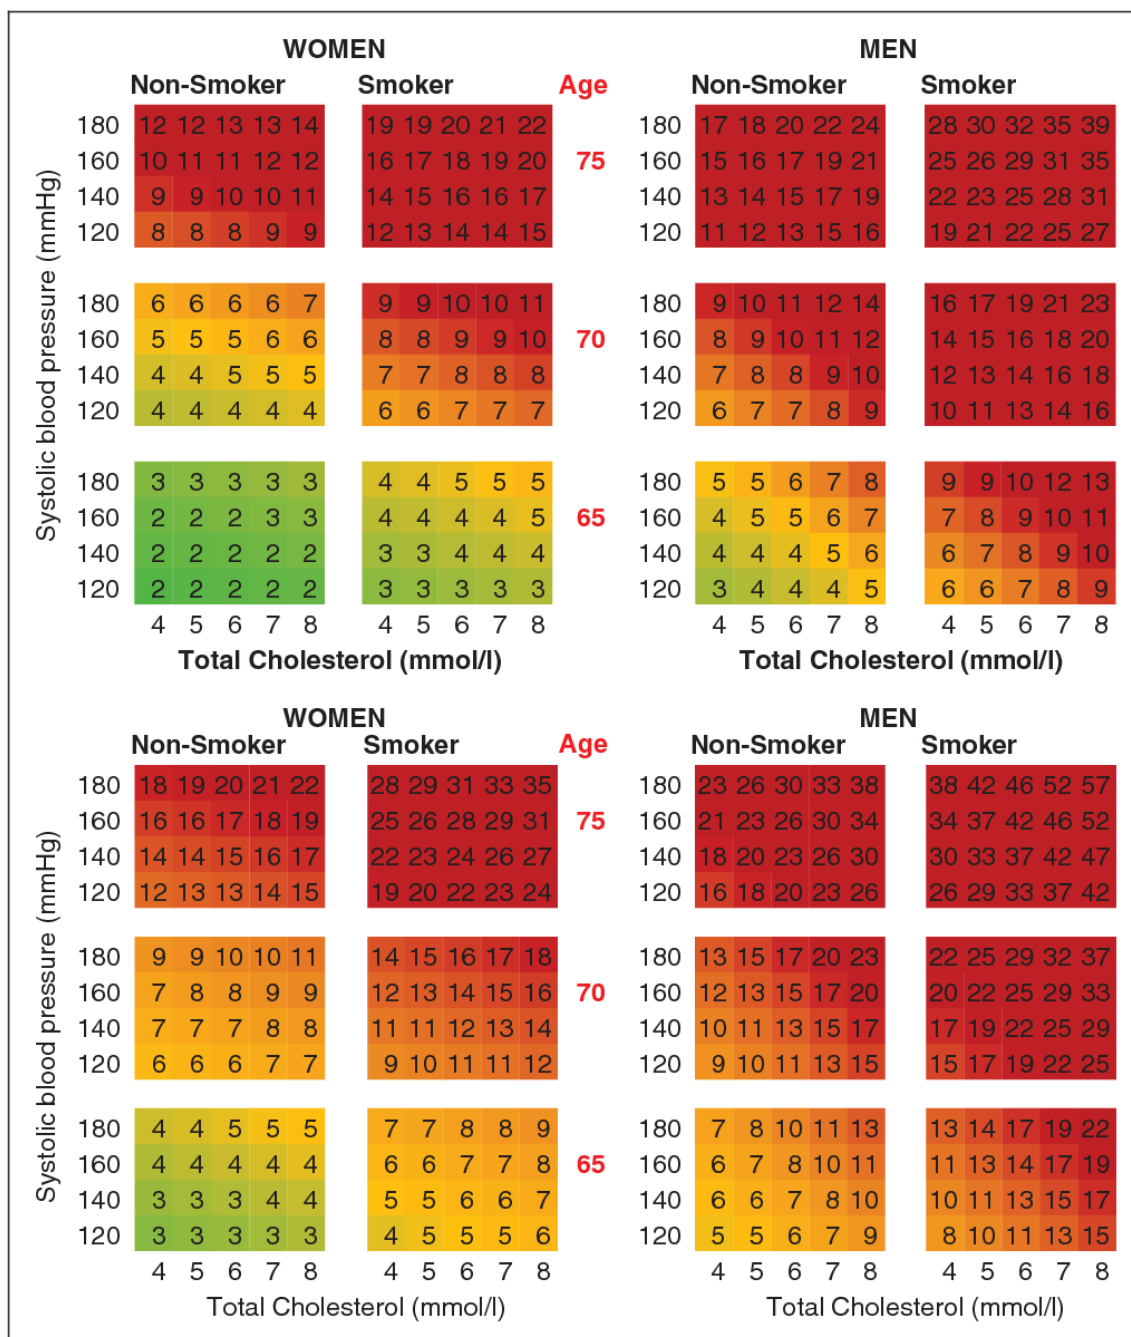 WOMEN MEN
Non-Smoker Smoker Age Non-Smoker Smoker
Systolic blood pressure (mmHg)
180 12 12 13 13 14 19 19 20 21 22 17 18 20 22 24 28 30 32 35 39
160 10 11 11 12 12 16 17 18 19 20 75 15 16 17 19 21 25 26 29 31 35
140 9 9 10 10 11 14 15 16 16 17 13 14 15 17 19 22 23 25 28 31
120 8 8 8 9 9 12 13 14 14 15 11 12 13 15 16 19 21 22 25 27
180 6 6 6 6 7 9 9 10 10 11 9 10 11 12 14 16 17 19 21 23
160 5 5 5 6 6 8 8 9 9 10 70 8 9 10 11 12 14 15 16 18 20
140 4 4 5 5 5 7 7 8 8 8 7 8 8 9 10 12 13 14 16 18
120 4 4 4 4 4 6 6 7 7 7 6 7 7 8 9 10 11 13 14 16
180 3 3 3 3 3 4 4 5 5 5 5 5 6 7 8 9 9 10 12 13
160 2 2 2 3 3 4 4 4 4 5 65 4 5 5 6 7 7 8 9 10 11
140 2 2 2 2 2 3 3 4 4 4 4 4 4 5 6 6 7 8 9 10
120 2 2 2 2 2 3 3 3 3 3 3 4 4 4 5 6 6 7 8 9
4 5 6 7 8 4 5 6 7 8 4 5 6 7 8 4 5 6 7 8
Total Cholesterol (mmol/l) Total Cholesterol (mmol/l)
WOMEN MEN
Non-Smoker Smoker Age Non-Smoker Smoker
Systolic blood pressure (mmHg)
180 18 19 20 21 22 28 29 31 33 35 23 26 30 33 38 38 42 46 52 57
160 16 16 17 18 19 25 26 28 29 31 75 21 23 26 30 34 34 37 42 46 52
140 14 14 15 16 17 22 23 24 26 27 18 20 23 26 30 30 33 37 42 47
120 12 13 13 14 15 19 20 22 23 24 16 18 20 23 26 26 29 33 37 42
180 9 9 10 10 11 14 15 16 17 18 13 15 17 20 23 22 25 29 32 37
160 7 8 8 9 9 12 13 14 15 16 70 12 13 15 17 20 20 22 25 29 33
140 7 7 7 8 8 11 11 12 13 14 10 11 13 15 17 17 19 22 25 29
120 6 6 6 7 7 9 10 11 11 12 9 10 11 13 15 15 17 19 22 25
180 4 4 5 5 5 7 7 8 8 9 7 8 10 11 13 13 14 17 19 22
160 4 4 4 4 4 6 6 7 7 8 65 6 7 8 10 11 11 13 14 17 19
140 3 3 3 4 4 5 5 6 6 7 6 6 7 8 10 10 11 13 15 17
120 3 3 3 3 3 4 5 5 5 6 5 5 6 7 9 8 10 11 13 15
4 5 6 7 8 4 5 6 7 8 4 5 6 7 8 4 5 6 7 8
Total Cholesterol (mmol/l) Total Cholesterol (mmol/l)